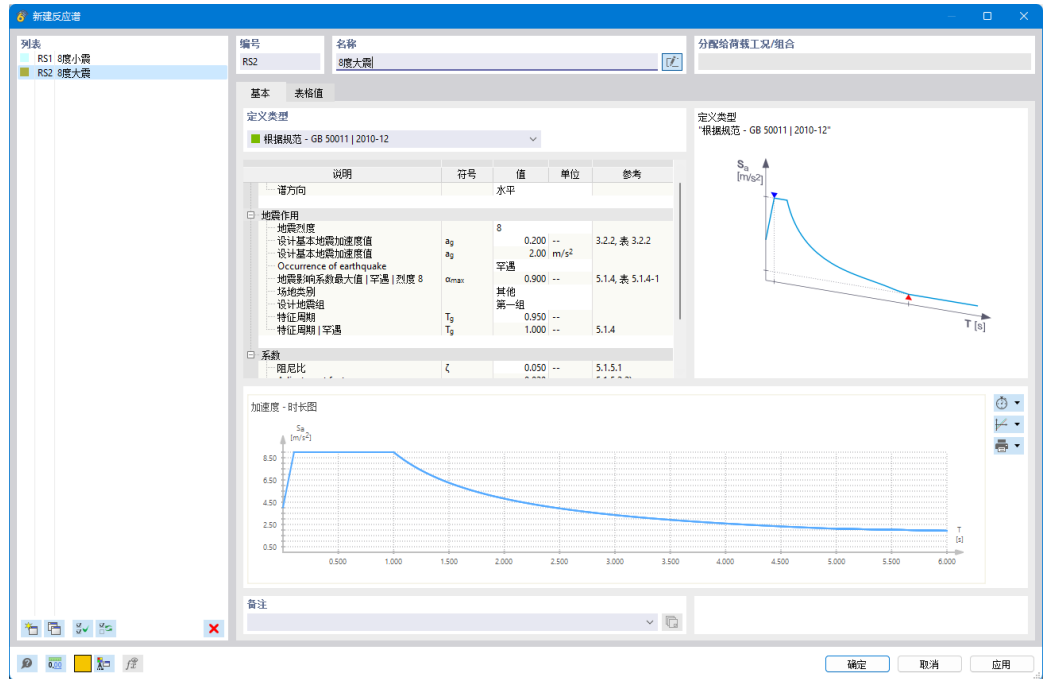 新建反应谱
列表
RS1 8度小震
RS2 8度大震
编号
RS2
名称
8度大震
分配给荷载工况/组合
基本 表格值
定义类型
根据规范 - GB 50011 | 2010-12
说明 符号 值 单位 参考
谱方向 水平
地震作用
地震烈度 8
设计基本地震加速度值 ag 0.200 -- 3.2.2, 表 3.2.2
设计基本地震加速度值 ag 2.00 m/s²
Occurrence of earthquake 罕遇
地震影响系数最大值 | 罕遇 | 烈度 8 αmax 0.900 -- 5.1.4, 表 5.1.4-1
场地类别 其他
设计地震组 第一组
特征周期 Tg 0.950 --
特征周期 | 罕遇 Tg 1.000 -- 5.1.4
系数
阻尼比 ζ 0.050 -- 5.1.5.1
定义类型
"根据规范 - GB 50011 | 2010-12"
Sa
[m/s2]
T [s]
加速度 - 时长图
Sa
[m/s²]
8.50
6.50
4.50
2.50
0.50
T
[s]
0.500 1.000 1.500 2.000 2.500 3.000 3.500 4.000 4.500 5.000 5.500 6.000
备注
0,00
确定 取消 应用